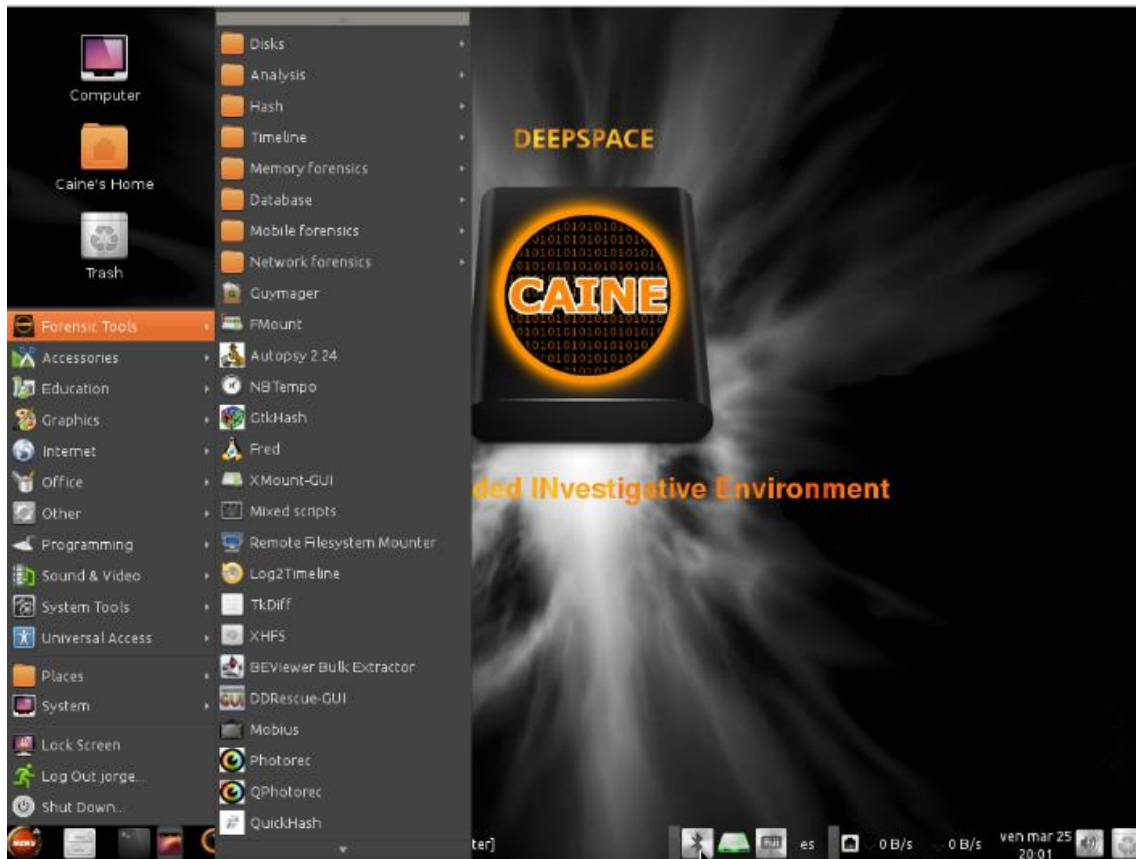 Computer
Caine's Home
Trash
Forensic Tools
Accessories
Education
Graphics
Internet
Office
Other
Programming
Sound & Video
System Tools
Universal Access
Places
System
Lock Screen
Log Out jorge...
Shut Down...
MENU
Disks
Analysis
Hash
Timeline
Memory forensics
Database
Mobile forensics
Network forensics
Guymager
FMount
Autopsy 2.24
NBTempo
GtkHash
Fred
XMount-GUI
Mixed scripts
Remote Filesystem Mounter
Log2Timeline
TkDiff
XHFS
BEViewer Bulk Extractor
GUI DDRescue-GUI
Mobius
Photorec
QPhotorec
# QuickHash
DEEPSPACE
CAINE
ded INvestigative Environment
ter]
es
0 B/s
0 B/s
ven mar 25
20:01